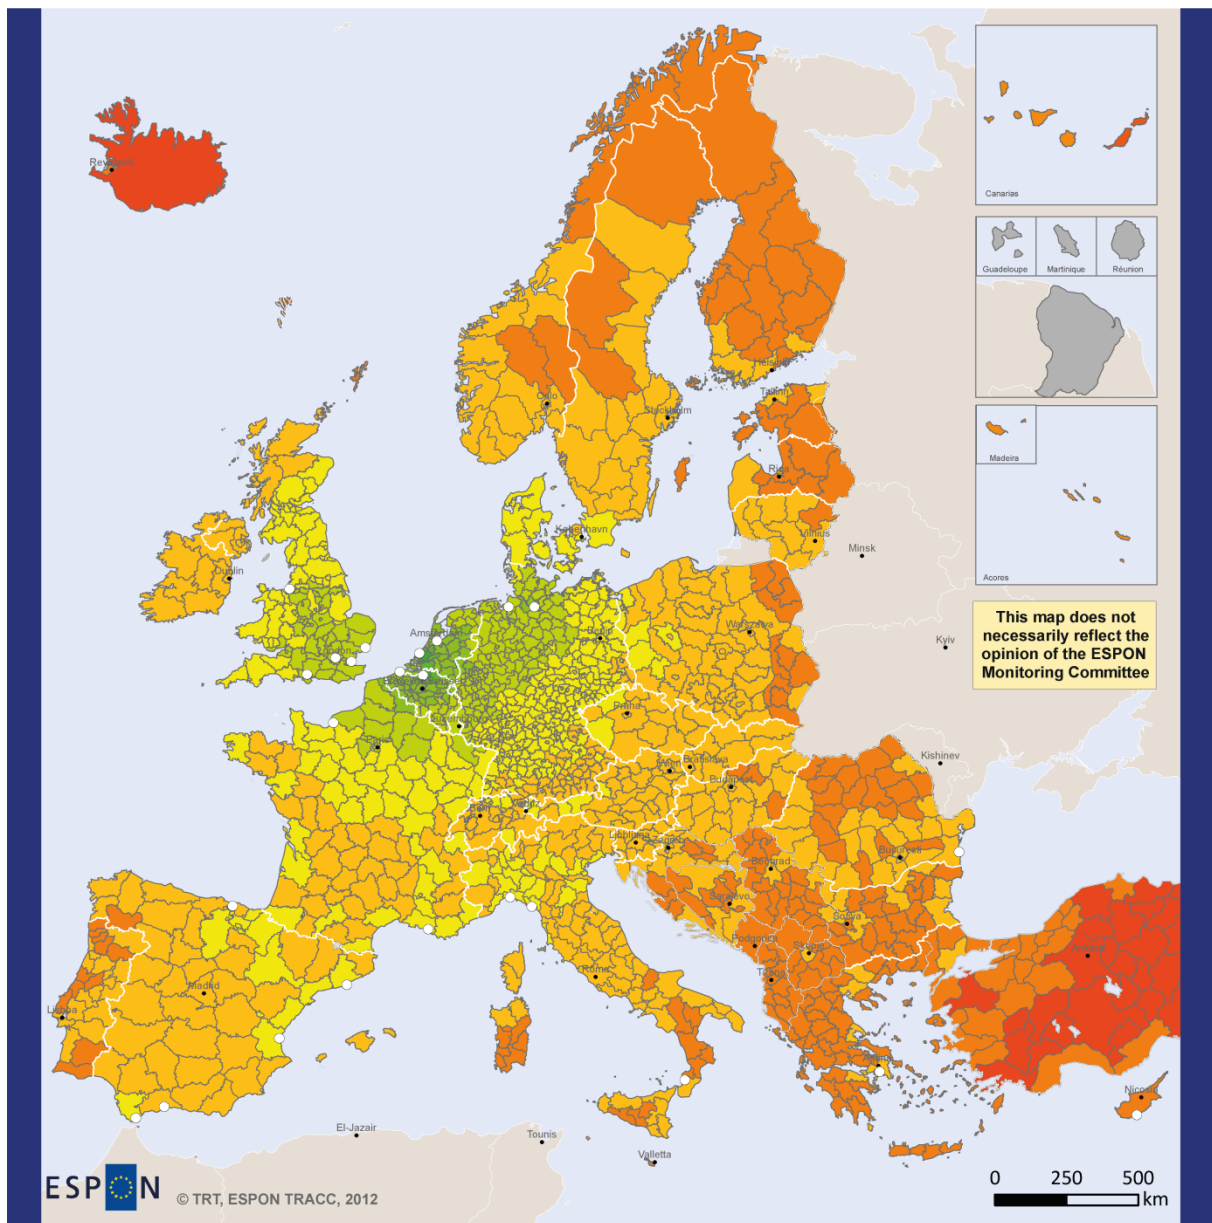 Canarias
Reykjavik
Guadeloupe
Martinique
Réunion
Helsinki
Tallinn
Oslo
Stockholm
Madeira
Riga
København
Vilnius
Minsk
Dublin
Acores
This map does not
necessarily reflect the
opinion of the ESPON
Monitoring Committee
Amsterdam
Berlin
Warszawa
London
Kyiv
Luxembourg
Praha
Paris
Kishinev
Wien
Bratislava
Budapest
Bern
Vaduz
Ljubljana
Zagreb
Bucuresti
Beograd
Sarajevo
Sofiya
Podgorica
Skopje
Ankara
Roma
Tirana
Madrid
Lisboa
Athinai
Nicosia
El-Jazair
Tounis
Valletta
ESPON
© TRT, ESPON TRACC, 2012
0 250 500
km